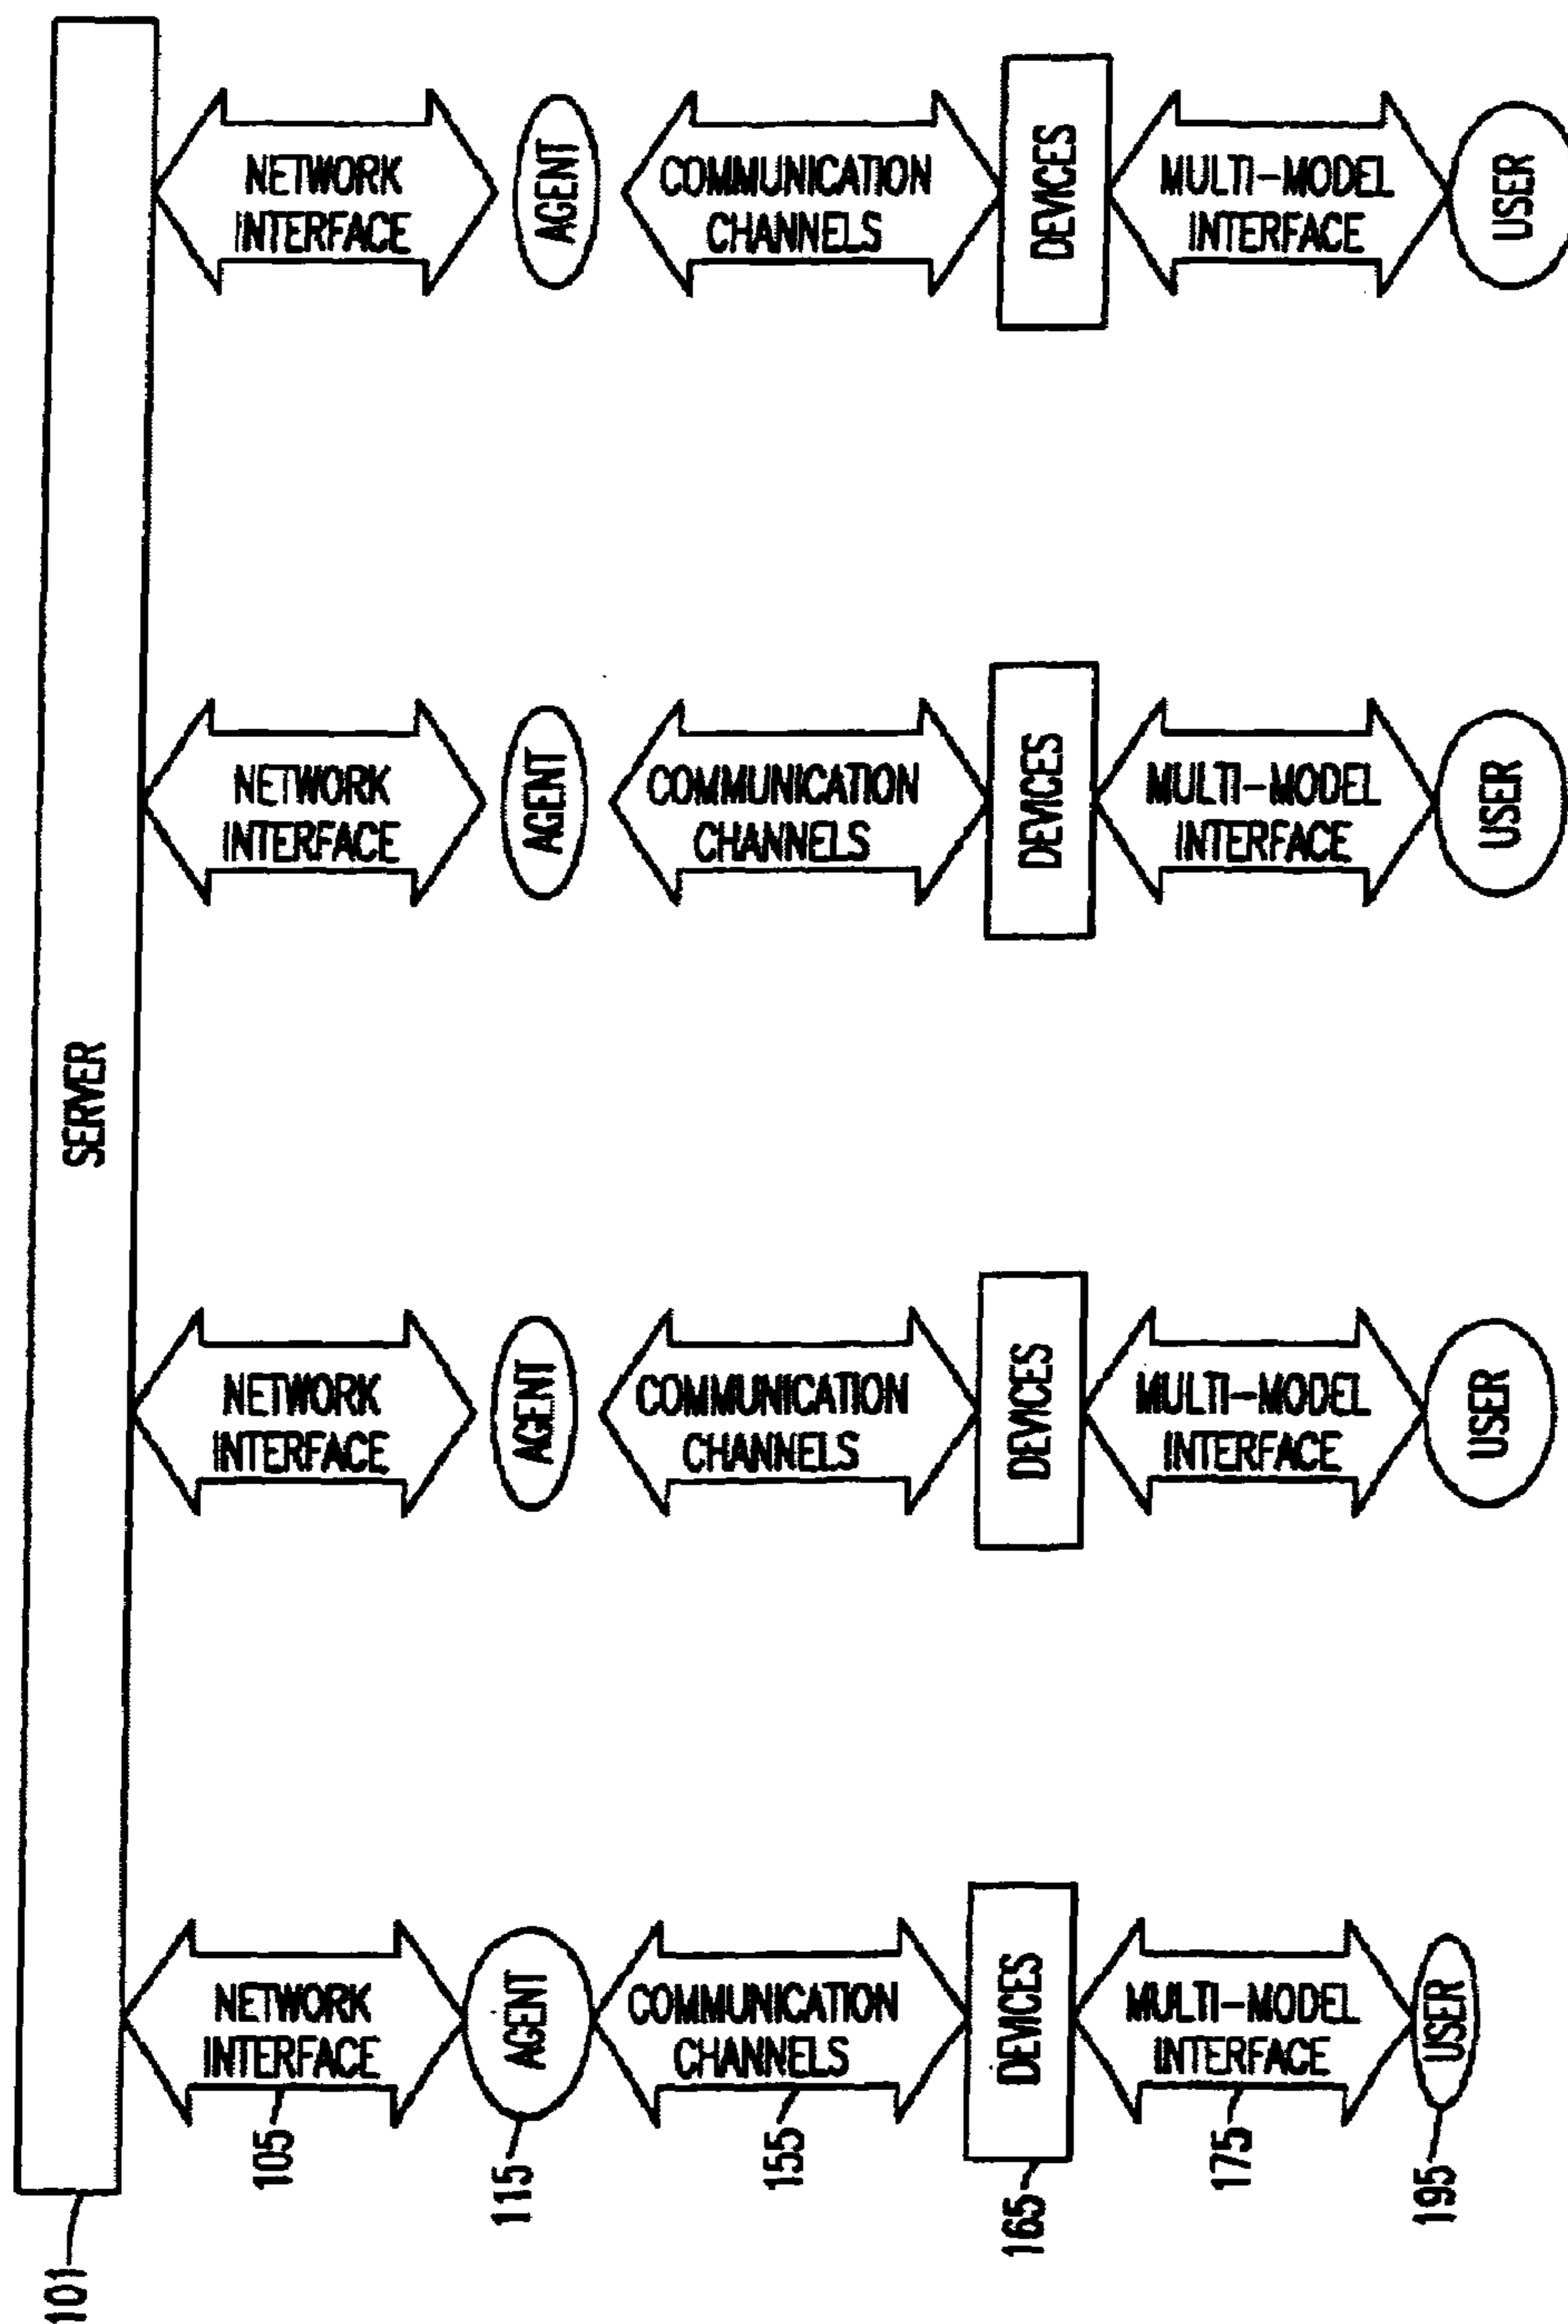 SERVER
NETWORK
INTERFACE
AGENT
COMMUNICATION
CHANNELS
DEVICES
MULTI-MODEL
INTERFACE
USER
NETWORK
INTERFACE
AGENT
COMMUNICATION
CHANNELS
DEVICES
MULTI-MODEL
INTERFACE
USER
NETWORK
INTERFACE
AGENT
COMMUNICATION
CHANNELS
DEVICES
MULTI-MODEL
INTERFACE
USER
NETWORK
INTERFACE
AGENT
COMMUNICATION
CHANNELS
DEVICES
MULTI-MODEL
INTERFACE
USER
101
105
115
155
165
175
195